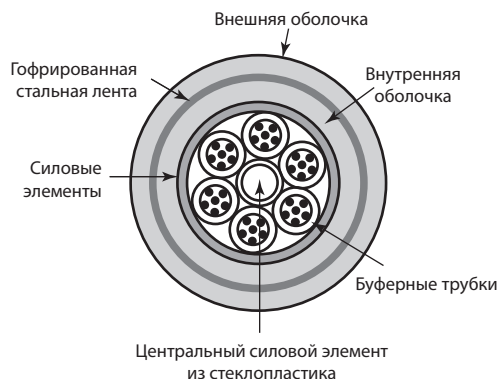 Внешняя оболочка
Гофрированная
стальная лента
Внутренняя
оболочка
Силовые
элементы
Буферные трубки
Центральный силовой элемент
из стеклопластика